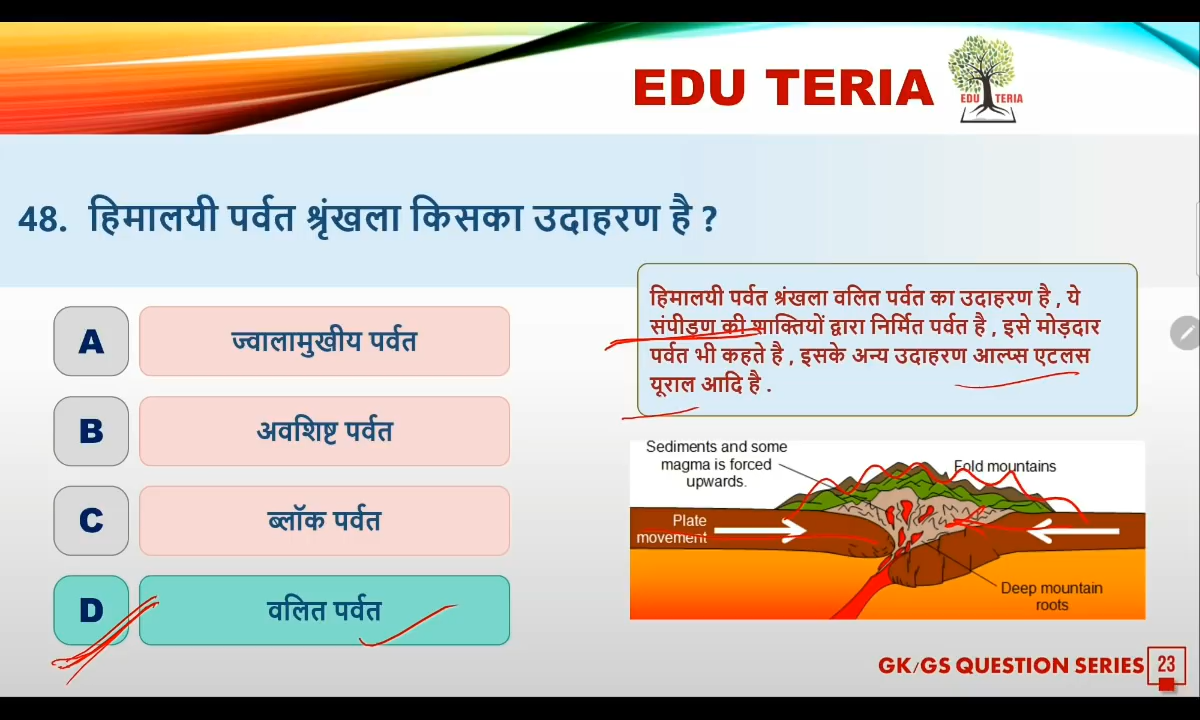 EDU TERIA
EDU TERIA
48. हिमालयी पर्वत श्रृंखला किसका उदाहरण है ?
A ज्वालामुखीय पर्वत
B अवशिष्ट पर्वत
C ब्लॉक पर्वत
D वलित पर्वत
हिमालयी पर्वत श्रंखला वलित पर्वत का उदाहरण है , ये
संपीडण की शाक्तियों द्वारा निर्मित पर्वत है , इसे मोड़दार
पर्वत भी कहते है , इसके अन्य उदाहरण आल्प्स एटलस
यूराल आदि है .
Sediments and some
magma is forced
upwards.
Fold mountains
Plate
movement
Deep mountain
roots
GK/GS QUESTION SERIES 23